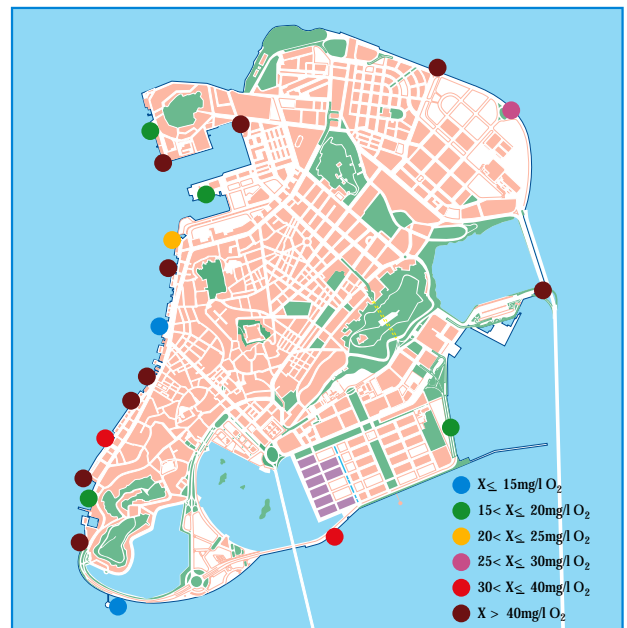 X≤ 15mg/l O₂
15< X≤ 20mg/l O₂
20< X≤ 25mg/l O₂
25< X≤ 30mg/l O₂
30< X≤ 40mg/l O₂
X > 40mg/l O₂